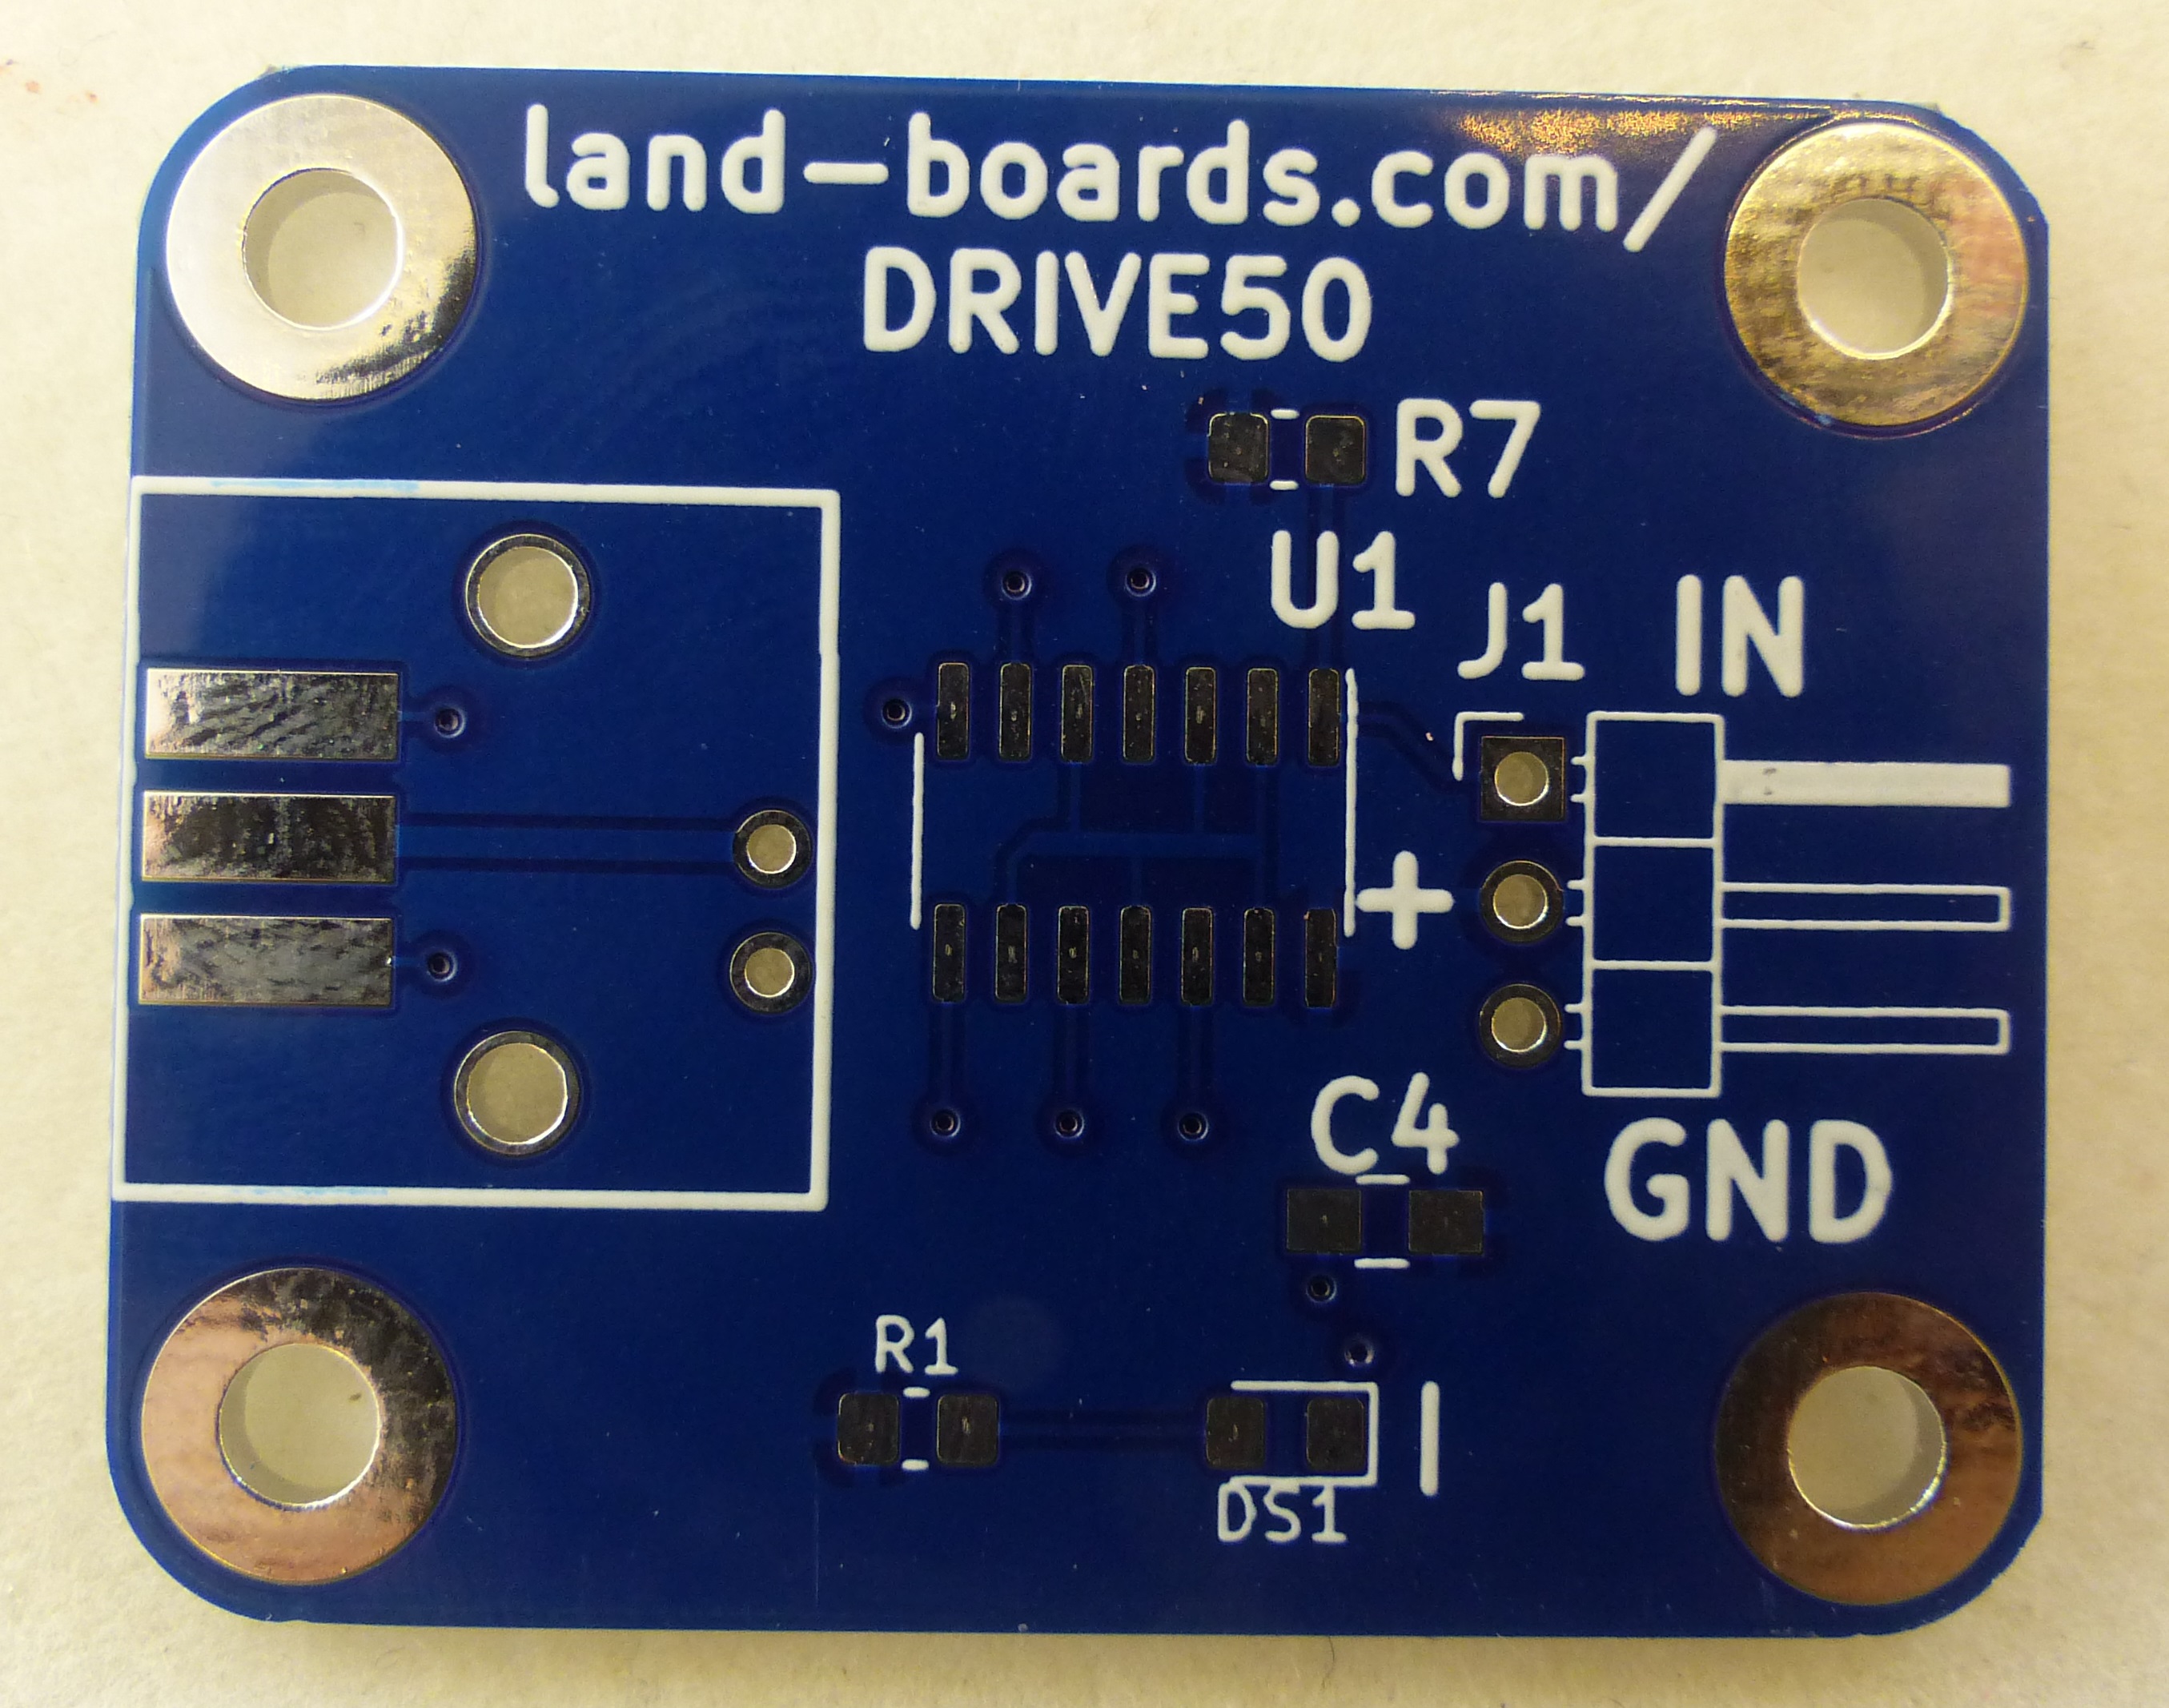 land-boards.com/
DRIVE50
R7
U1
J1 IN
+
C4
GND
R1
DS1